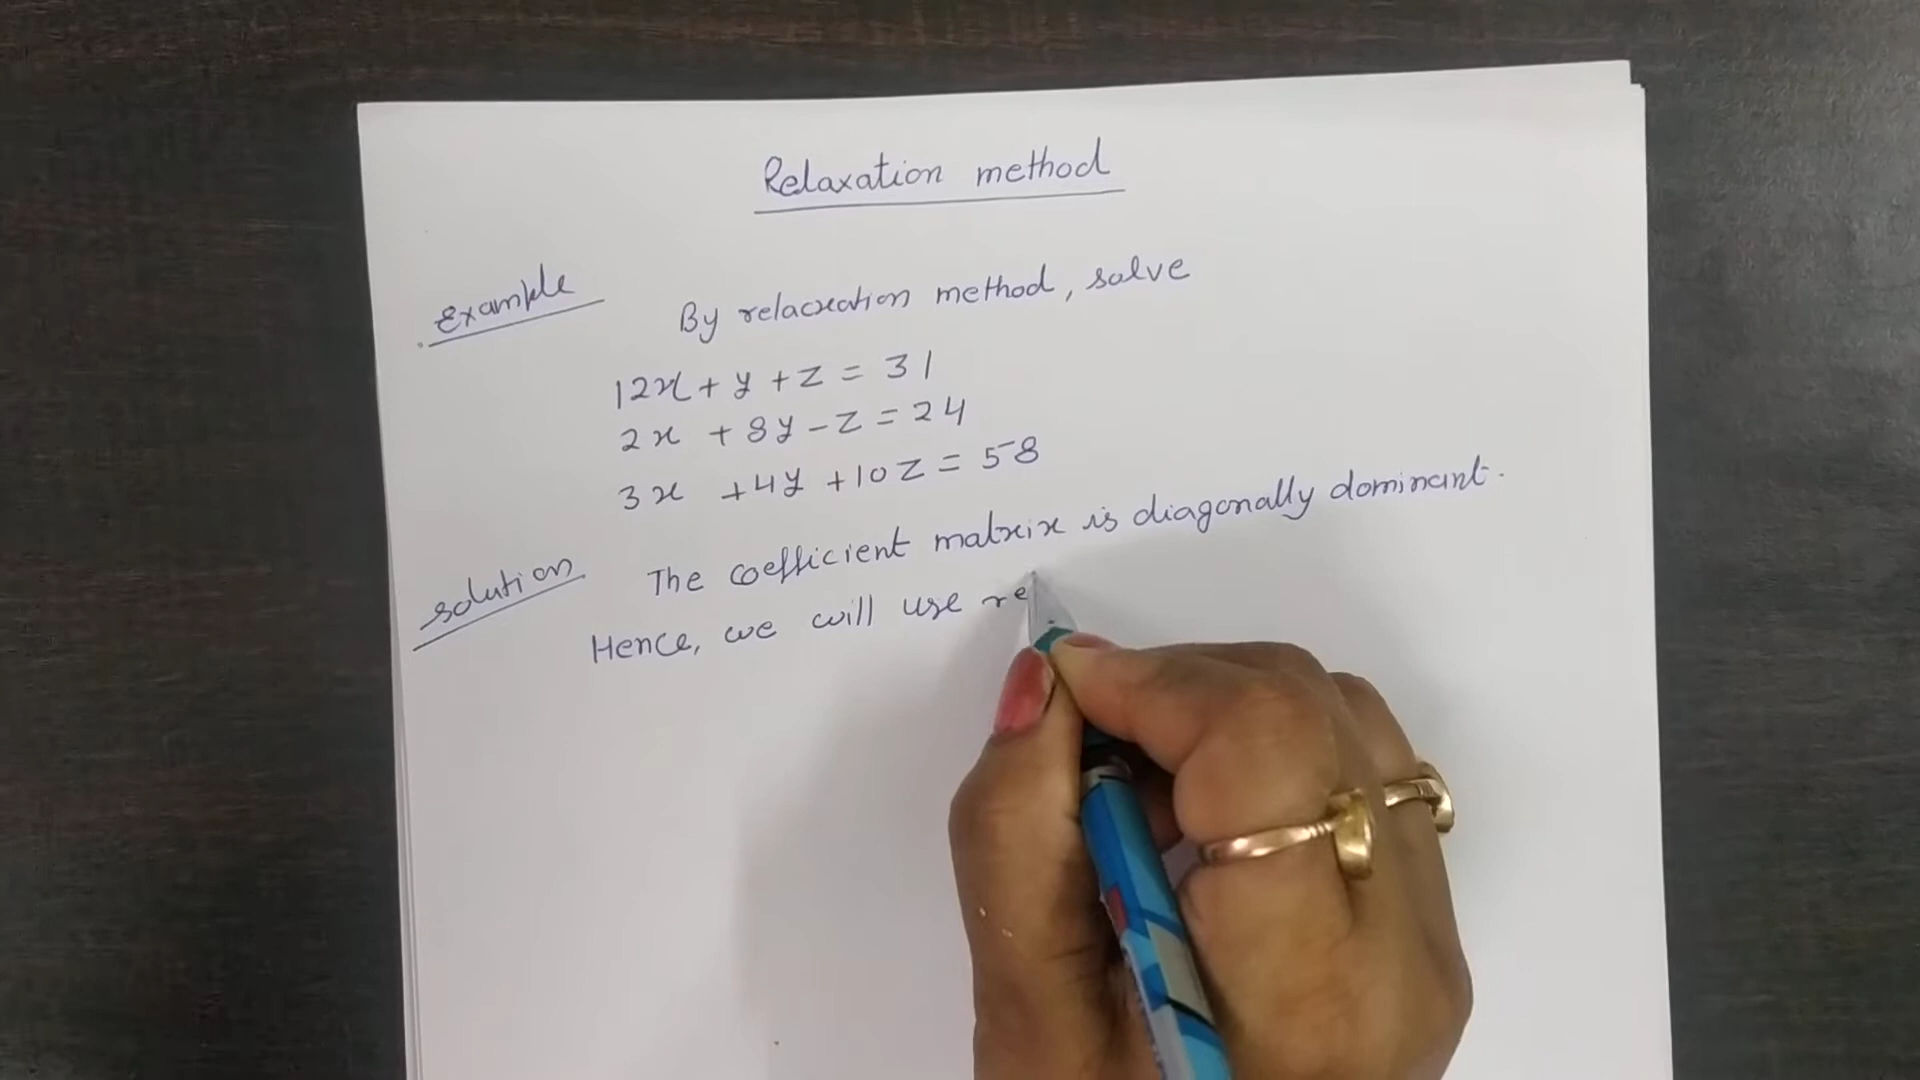 Relaxation method
Example By relaxation method, solve
12x + y + z = 31
2x + 8y - z = 24
3x + 4y + 10z = 58
solution The coefficient matrix is diagonally dominant.
Hence, we will use re